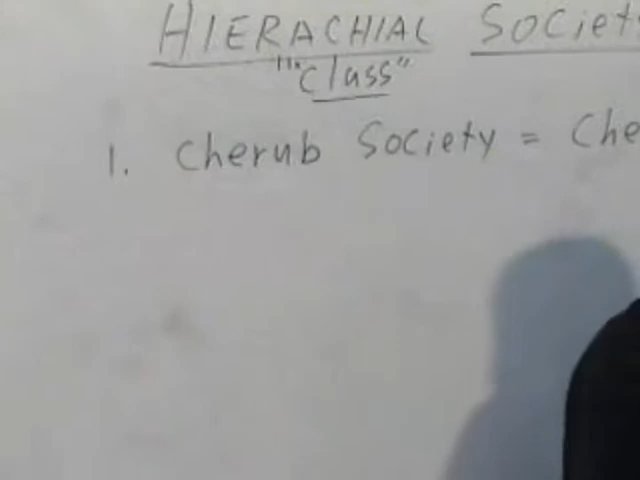 HIERACHIAL Societ
"Class"
1. Cherub Society = Che